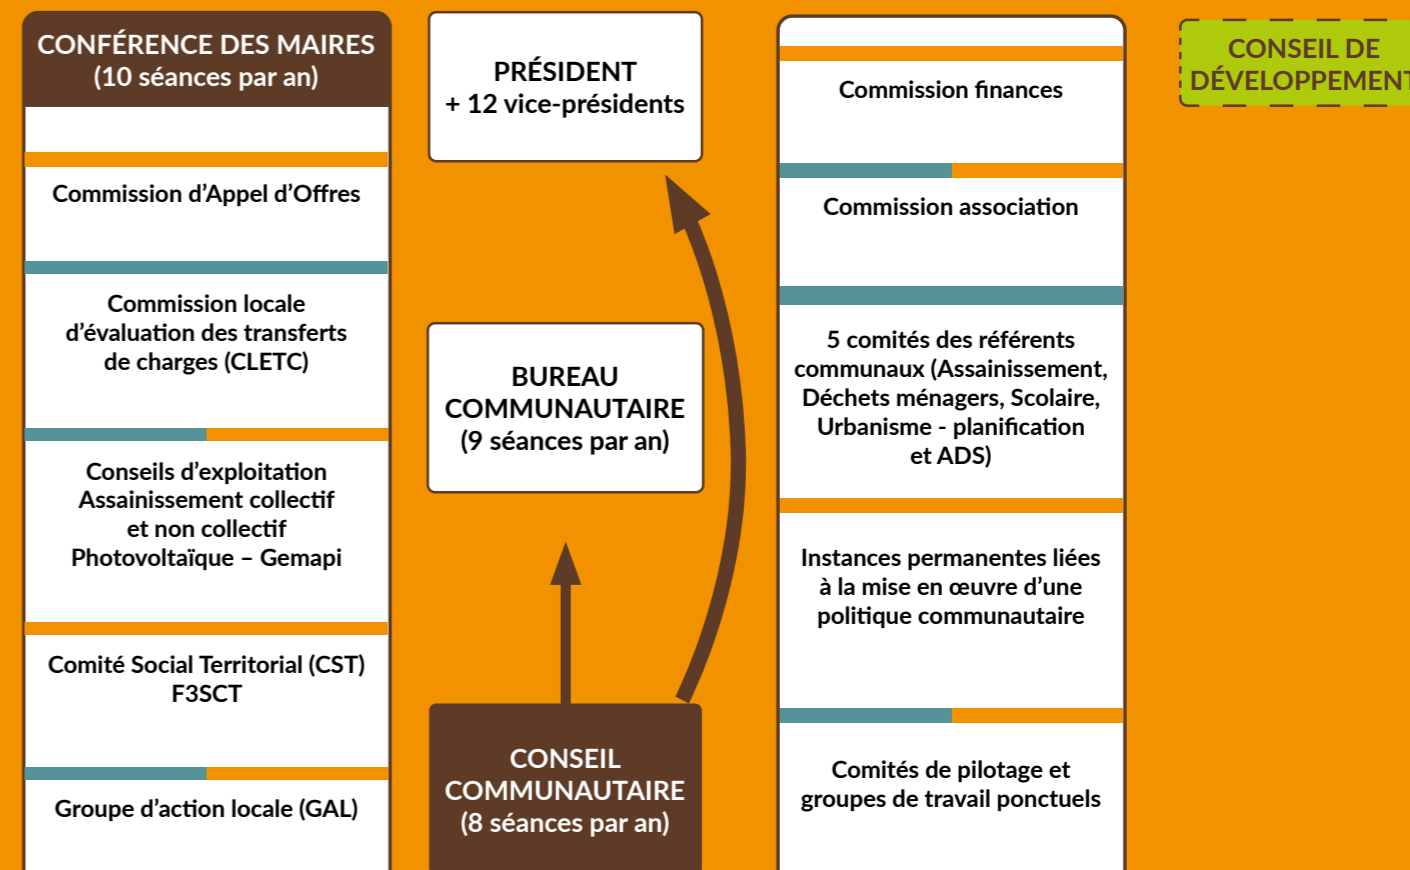 CONFÉRENCE DES MAIRES
(10 séances par an)
Commission d’Appel d’Offres
Commission locale
d’évaluation des transferts
de charges (CLETC)
Conseils d’exploitation
Assainissement collectif
et non collectif
Photovoltaïque – Gemapi
Comité Social Territorial (CST)
F3SCT
Groupe d’action locale (GAL)
PRÉSIDENT
+ 12 vice-présidents
BUREAU
COMMUNAUTAIRE
(9 séances par an)
CONSEIL
COMMUNAUTAIRE
(8 séances par an)
Commission finances
Commission association
5 comités des référents
communaux (Assainissement,
Déchets ménagers, Scolaire,
Urbanisme - planification
et ADS)
Instances permanentes liées
à la mise en œuvre d’une
politique communautaire
Comités de pilotage et
groupes de travail ponctuels
CONSEIL DE
DÉVELOPPEMENT